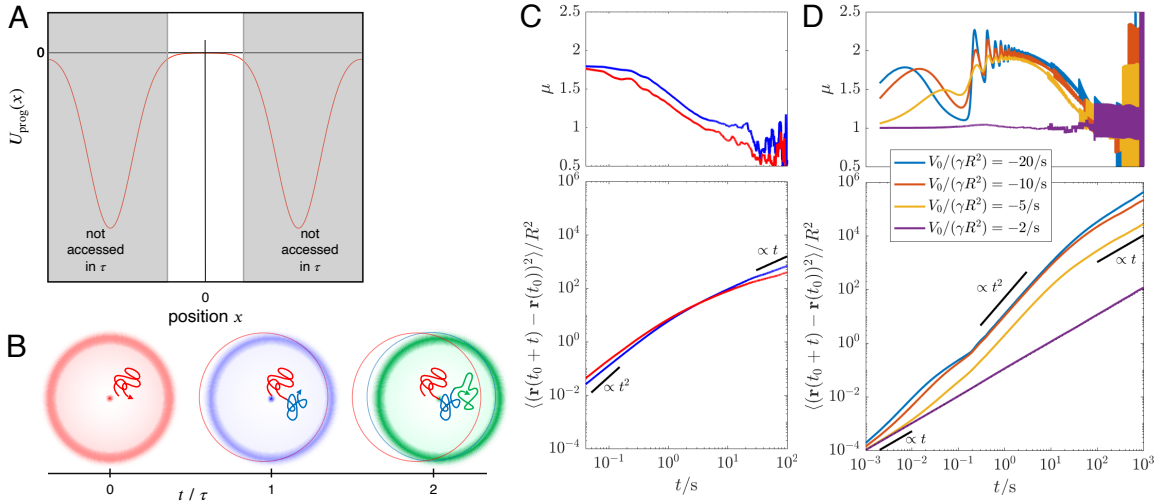 A
0
U_prog(x)
not
accessed
in τ
not
accessed
in τ
0
position x
B
0
1
2
t / τ
C
2.5
2
1.5
1
0.5
μ
10^6
10^4
10^2
10^0
10^-2
10^-4
⟨(r(t_0 + t) − r(t_0))^2⟩/R^2
∝ t
∝ t^2
10^-1
10^0
10^1
10^2
t/s
D
2.5
2
1.5
1
0.5
μ
V_0/(γR^2) = −20/s
V_0/(γR^2) = −10/s
V_0/(γR^2) = −5/s
V_0/(γR^2) = −2/s
10^6
10^4
10^2
10^0
10^-2
10^-4
⟨(r(t_0 + t) − r(t_0))^2⟩/R^2
∝ t^2
∝ t
∝ t
10^-3
10^-2
10^-1
10^0
10^1
10^2
10^3
t/s